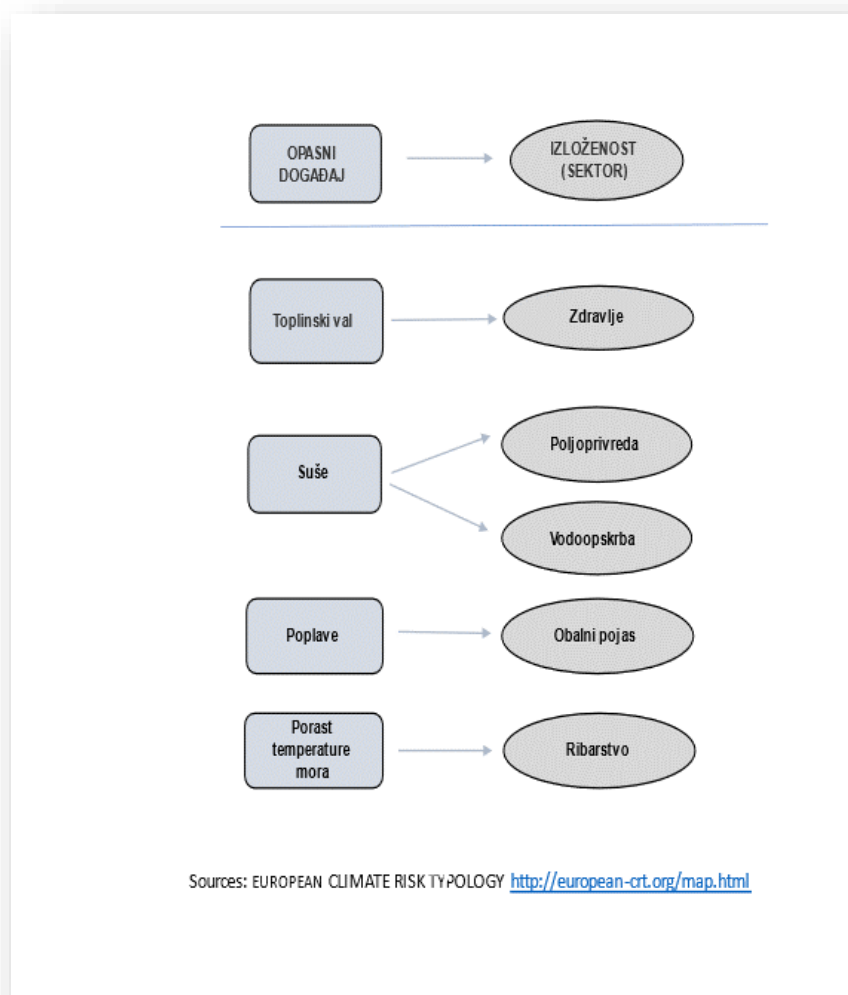 OPASNI
DOGAĐAJ
IZLOŽENOST
(SEKTOR)
Toplinski val
Zdravlje
Suše
Poljoprivreda
Vodoopskrba
Poplave
Obalni pojas
Porast
temperature
mora
Ribarstvo
Sources: EUROPEAN CLIMATE RISK TYPOLOGY http://european-crt.org/map.html